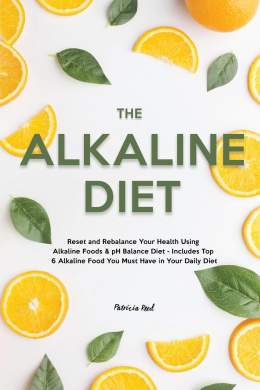 THE
ALKALINE
DIET
Reset and Rebalance Your Health Using
Alkaline Foods & pH Balance Diet - Includes Top
6 Alkaline Food You Must Have in Your Daily Diet
Patricia Reed